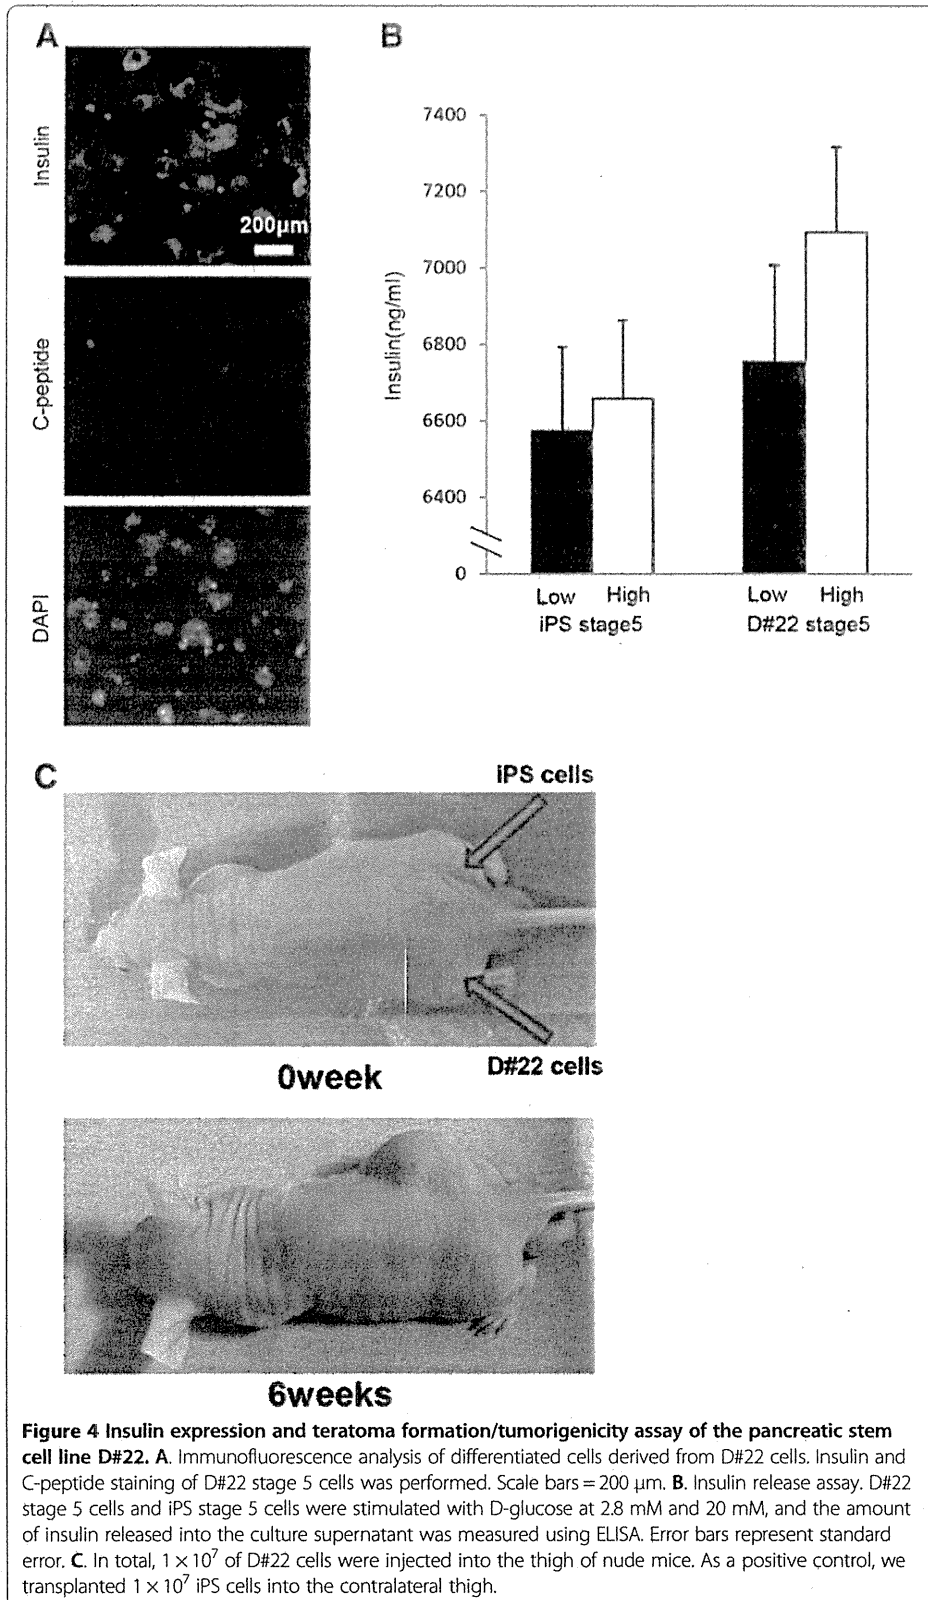 A
B
Insulin
200µm
C-peptide
DAPI
Insulin(ng/ml)
7400
7200
7000
6800
6600
6400
0
Low High Low High
iPS stage5 D#22 stage5
C
iPS cells
0week
D#22 cells
6weeks
Figure 4 Insulin expression and teratoma formation/tumorigenicity assay of the pancreatic stem
cell line D#22. A. Immunofluorescence analysis of differentiated cells derived from D#22 cells. Insulin and
C-peptide staining of D#22 stage 5 cells was performed. Scale bars = 200 µm. B. Insulin release assay. D#22
stage 5 cells and iPS stage 5 cells were stimulated with D-glucose at 2.8 mM and 20 mM, and the amount
of insulin released into the culture supernatant was measured using ELISA. Error bars represent standard
error. C. In total, 1 × 10⁷ of D#22 cells were injected into the thigh of nude mice. As a positive control, we
transplanted 1 × 10⁷ iPS cells into the contralateral thigh.